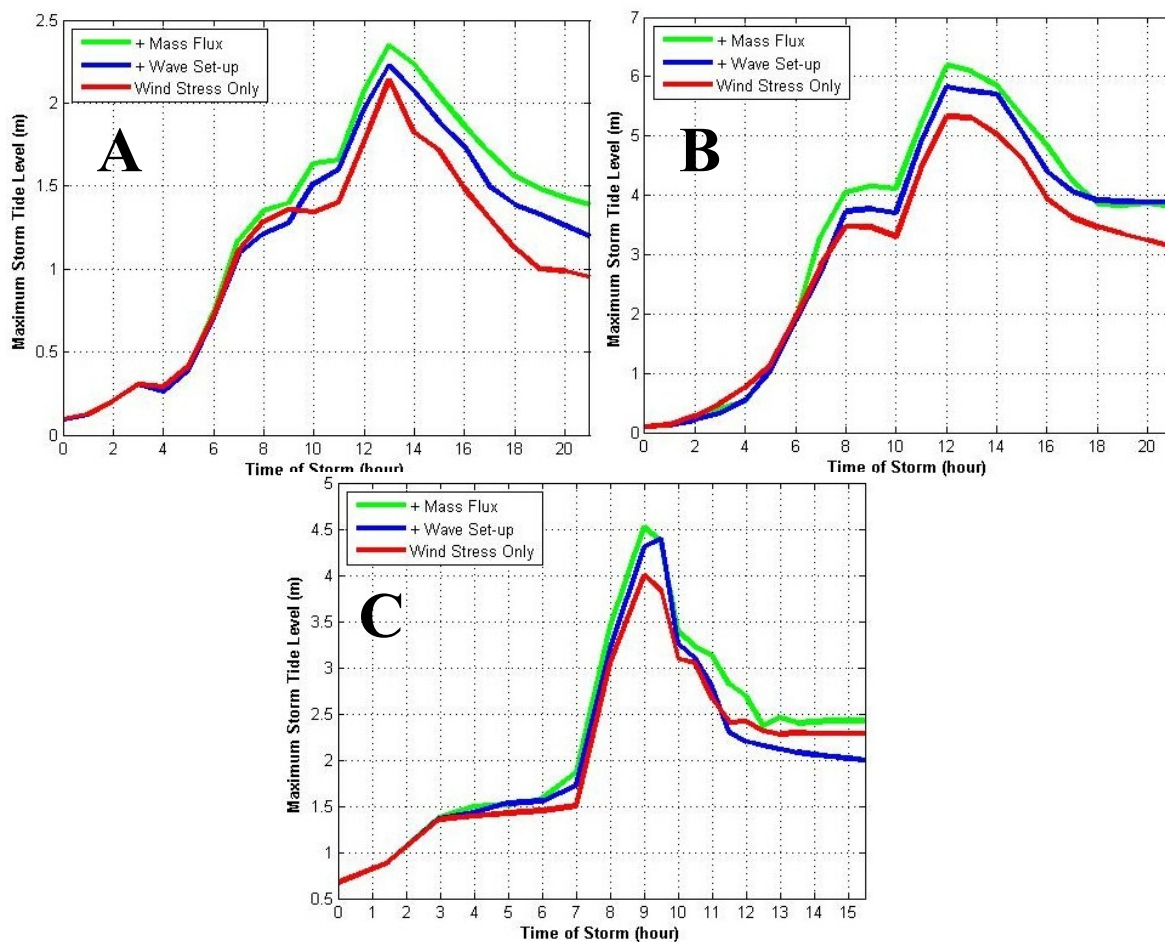 2.5
2
1.5
1
0.5
0
Maximum Storm Tide Level (m)
+ Mass Flux
+ Wave Set-up
Wind Stress Only
A
0 2 4 6 8 10 12 14 16 18 20
Time of Storm (hour)
7
6
5
4
3
2
1
0
Maximum Storm Tide Level (m)
+ Mass Flux
+ Wave Set-up
Wind Stress Only
B
0 2 4 6 8 10 12 14 16 18 20
Time of Storm (hour)
5
4.5
4
3.5
3
2.5
2
1.5
1
0.5
Maximum Storm Tide Level (m)
+ Mass Flux
+ Wave Set-up
Wind Stress Only
C
0 1 2 3 4 5 6 7 8 9 10 11 12 13 14 15
Time of Storm (hour)